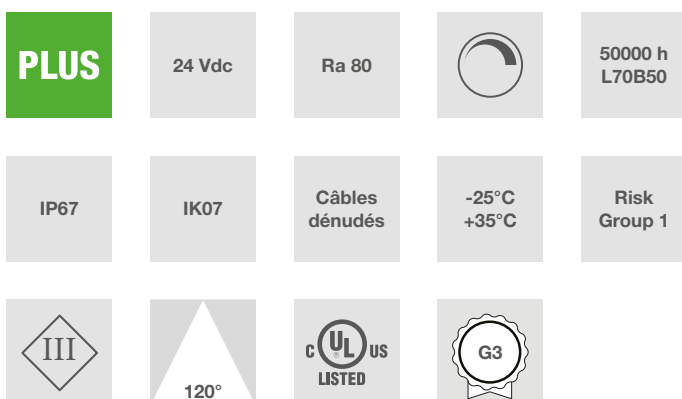 PLUS
24 Vdc
Ra 80
50000 h
L70B50
IP67
IK07
Câbles
dénudés
-25°C
+35°C
Risk
Group 1
III
120°
C UL US
®
LISTED
G3